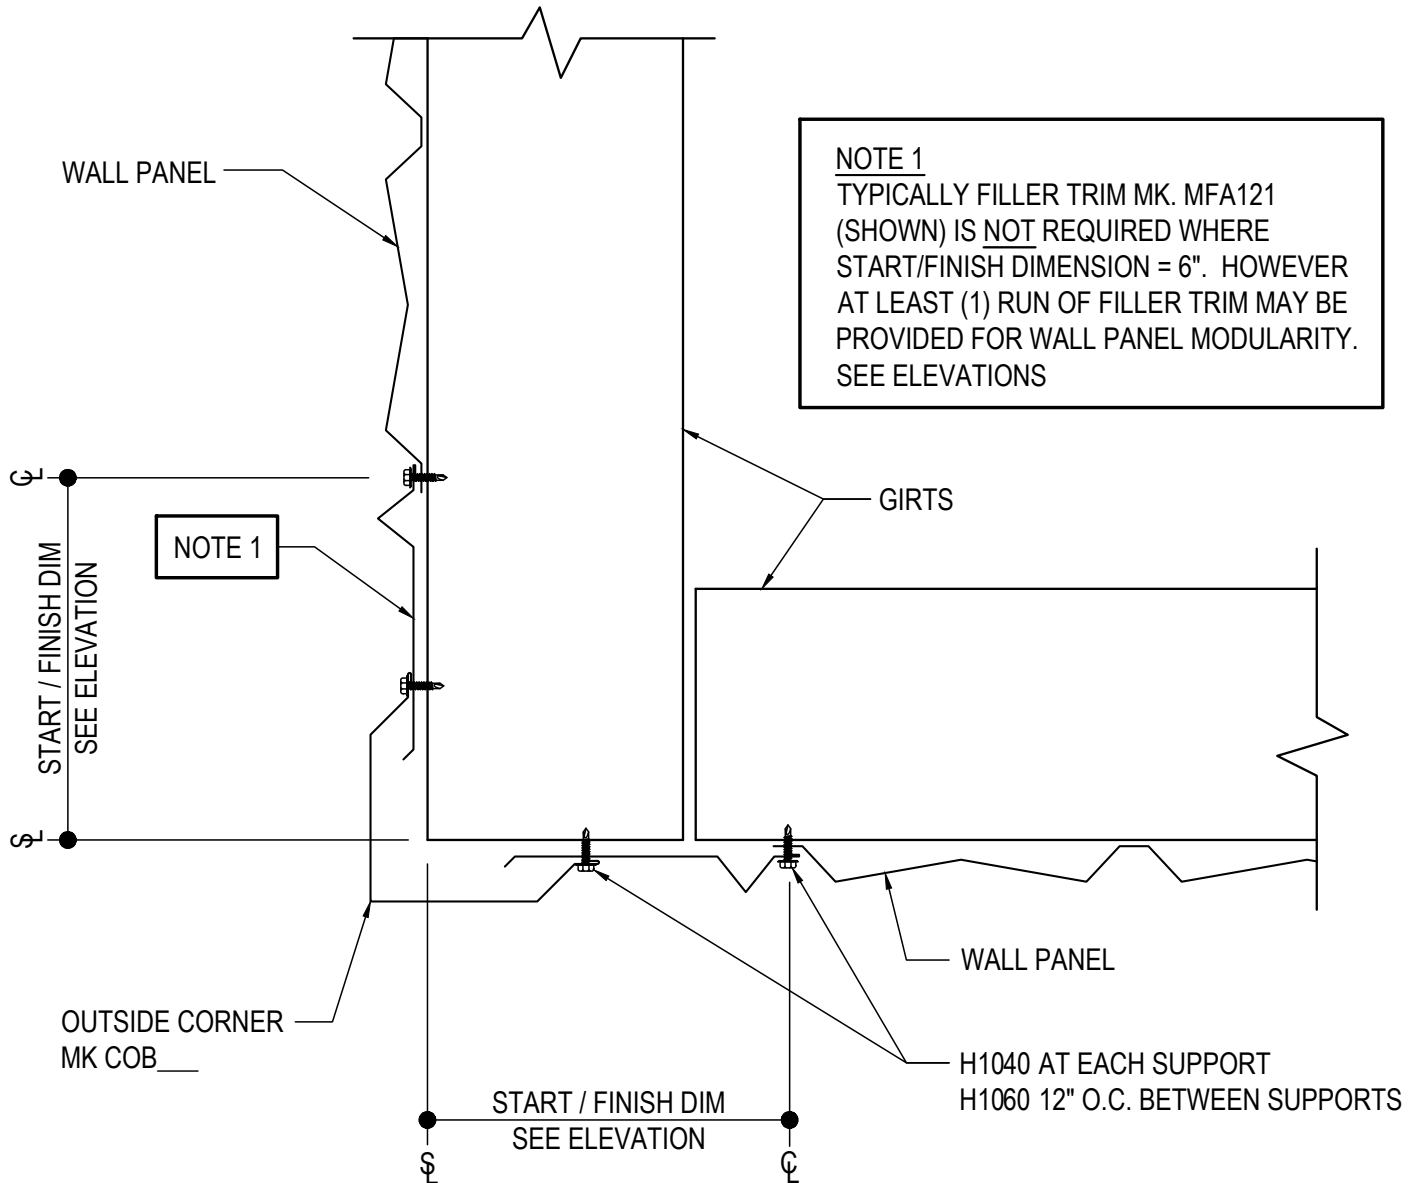 WALL PANEL
NOTE 1
TYPICALLY FILLER TRIM MK. MFA121
(SHOWN) IS NOT REQUIRED WHERE
START/FINISH DIMENSION = 6". HOWEVER
AT LEAST (1) RUN OF FILLER TRIM MAY BE
PROVIDED FOR WALL PANEL MODULARITY.
SEE ELEVATIONS
℄
GIRTS
NOTE 1
START / FINISH DIM
SEE ELEVATION
SL
WALL PANEL
OUTSIDE CORNER
MK COB___
H1040 AT EACH SUPPORT
H1060 12" O.C. BETWEEN SUPPORTS
START / FINISH DIM
SEE ELEVATION
SL
℄